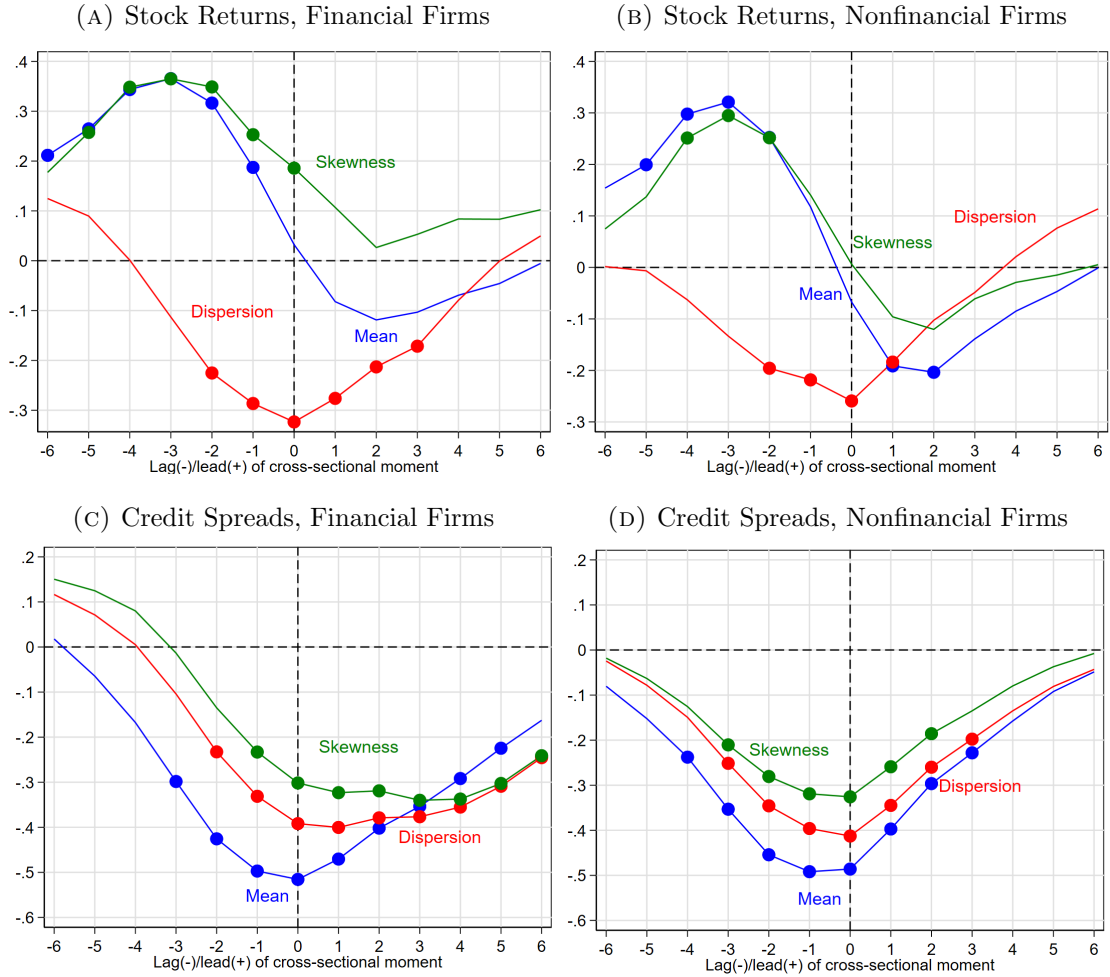 (A) Stock Returns, Financial Firms
.4
.3
.2
.1
0
-.1
-.2
-.3
Skewness
Dispersion
Mean
-6 -5 -4 -3 -2 -1 0 1 2 3 4 5 6
Lag(-)/lead(+) of cross-sectional moment
(B) Stock Returns, Nonfinancial Firms
.4
.3
.2
.1
0
-.1
-.2
-.3
Dispersion
Skewness
Mean
-6 -5 -4 -3 -2 -1 0 1 2 3 4 5 6
Lag(-)/lead(+) of cross-sectional moment
(C) Credit Spreads, Financial Firms
.2
.1
0
-.1
-.2
-.3
-.4
-.5
-.6
Skewness
Dispersion
Mean
-6 -5 -4 -3 -2 -1 0 1 2 3 4 5 6
Lag(-)/lead(+) of cross-sectional moment
(D) Credit Spreads, Nonfinancial Firms
.2
.1
0
-.1
-.2
-.3
-.4
-.5
-.6
Skewness
Dispersion
Mean
-6 -5 -4 -3 -2 -1 0 1 2 3 4 5 6
Lag(-)/lead(+) of cross-sectional moment